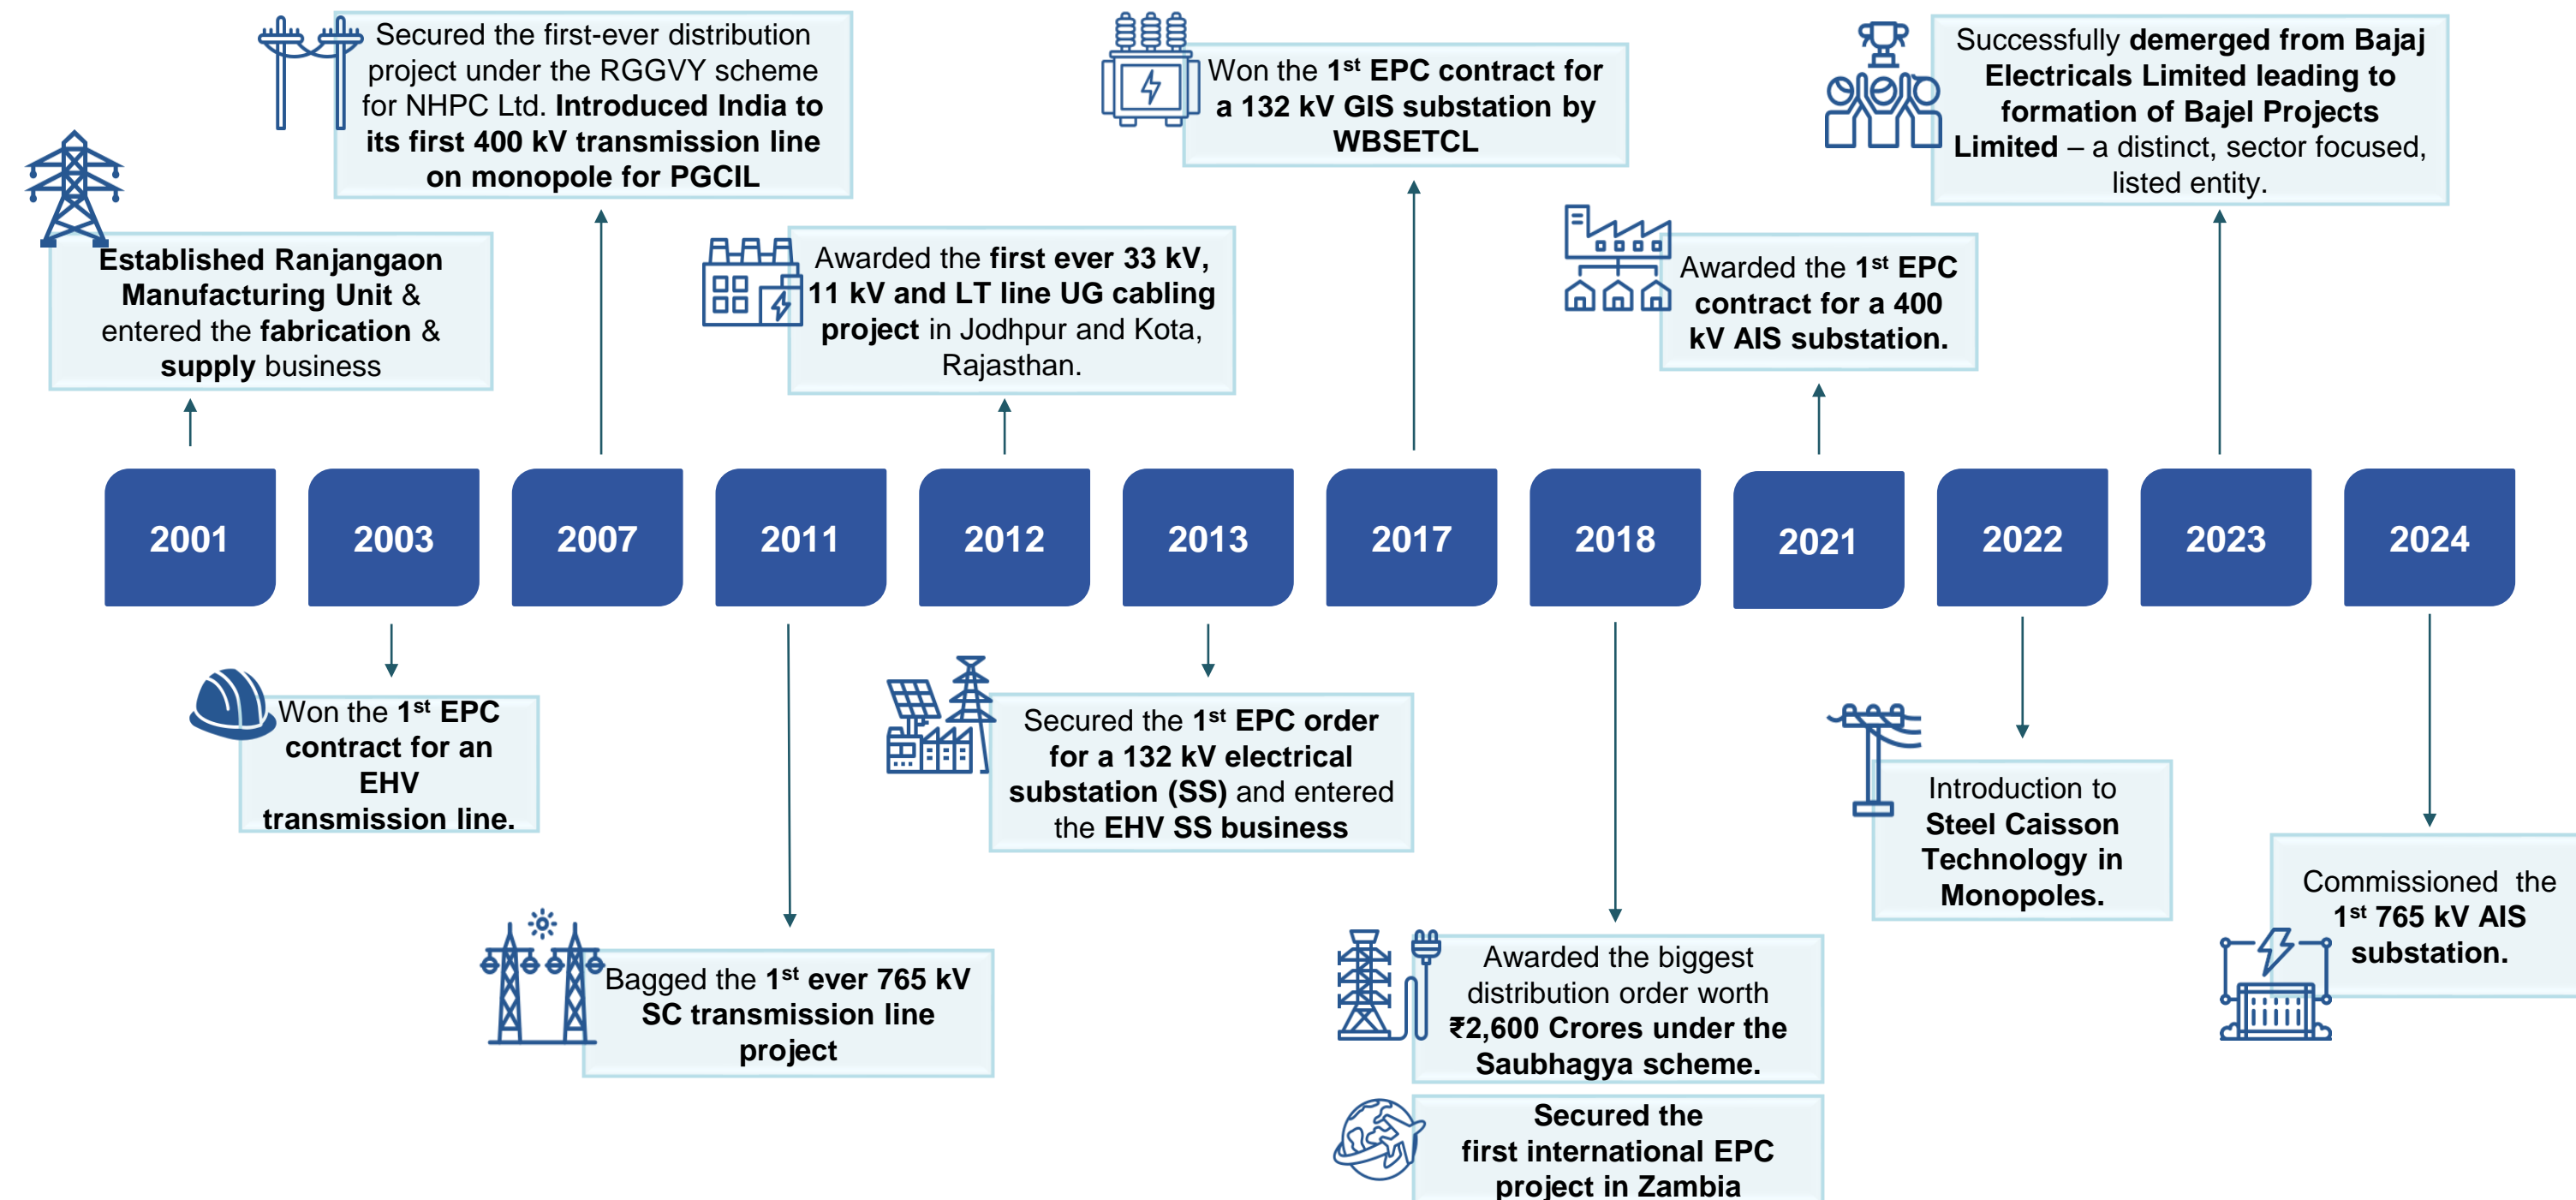 Secured the first-ever distribution
project under the RGGVY scheme
for NHPC Ltd. Introduced India to
its first 400 kV transmission line
on monopole for PGCIL
Won the 1st EPC contract for
a 132 kV GIS substation by
WBSETCL
Successfully demerged from Bajaj
Electricals Limited leading to
formation of Bajel Projects
Limited – a distinct, sector focused,
listed entity.
Established Ranjangaon
Manufacturing Unit &
entered the fabrication &
supply business
Awarded the first ever 33 kV,
11 kV and LT line UG cabling
project in Jodhpur and Kota,
Rajasthan.
Awarded the 1st EPC
contract for a 400
kV AIS substation.
2001
2003
2007
2011
2012
2013
2017
2018
2021
2022
2023
2024
Won the 1st EPC
contract for an
EHV
transmission line.
Secured the 1st EPC order
for a 132 kV electrical
substation (SS) and entered
the EHV SS business
Introduction to
Steel Caisson
Technology in
Monopoles.
Commissioned the
1st 765 kV AIS
substation.
Bagged the 1st ever 765 kV
SC transmission line
project
Awarded the biggest
distribution order worth
₹2,600 Crores under the
Saubhagya scheme.
Secured the
first international EPC
project in Zambia